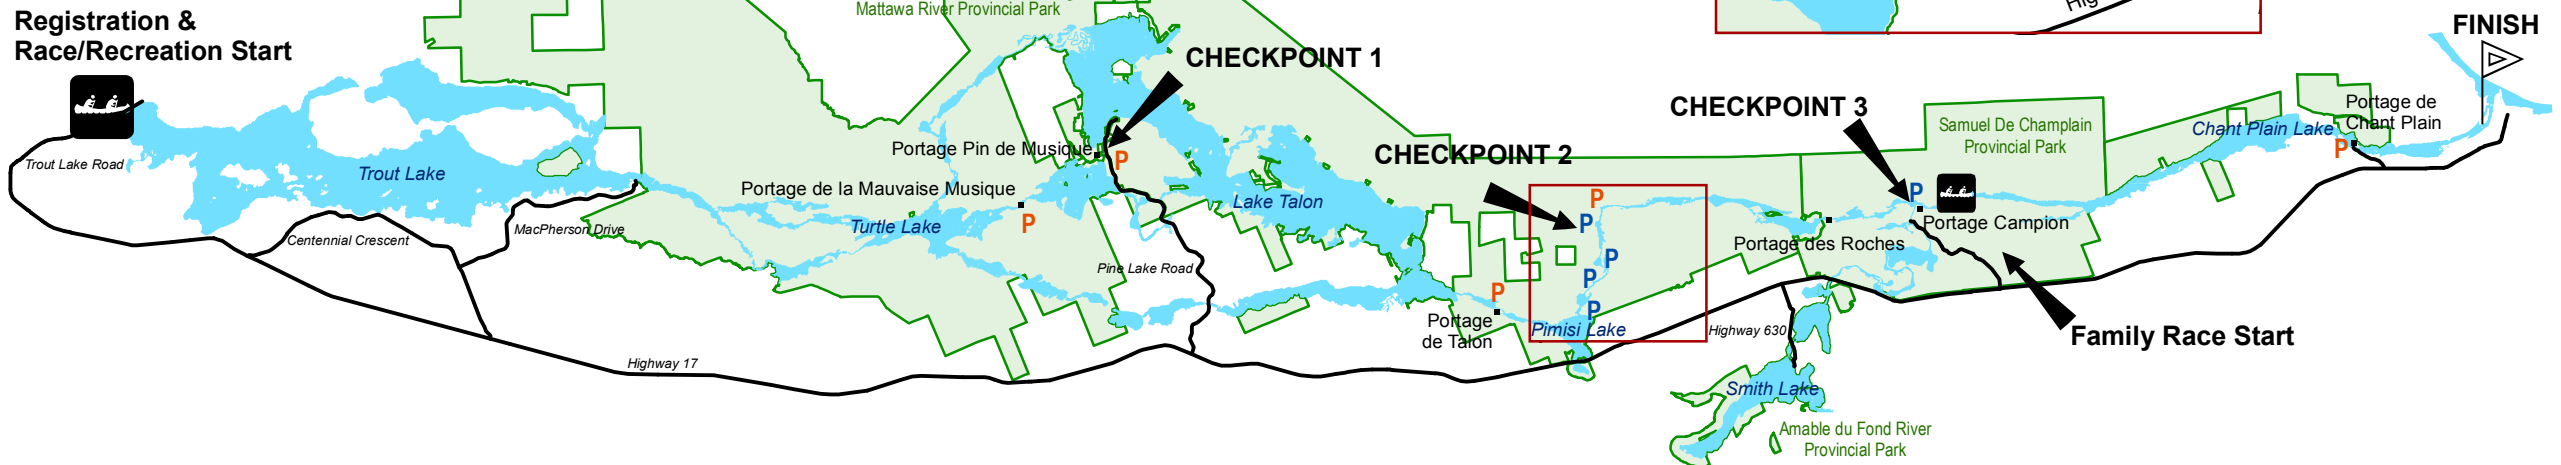 Registration &
Race/Recreation Start
Mattawa River Provincial Park
Hig
FINISH
CHECKPOINT 1
CHECKPOINT 2
CHECKPOINT 3
Samuel De Champlain
Provincial Park
Chant Plain Lake
Portage de
Chant Plain
P
Trout Lake Road
Trout Lake
Portage Pin de Musique
P
Portage de la Mauvaise Musique
P
Turtle Lake
Lake Talon
Centennial Crescent
MacPherson Drive
Pine Lake Road
P
P
P
P
P
P
Portage
de Talon
Pimisi Lake
P
Portage Campion
Portage des Roches
Highway 630
Family Race Start
Highway 17
Smith Lake
Amable du Fond River
Provincial Park